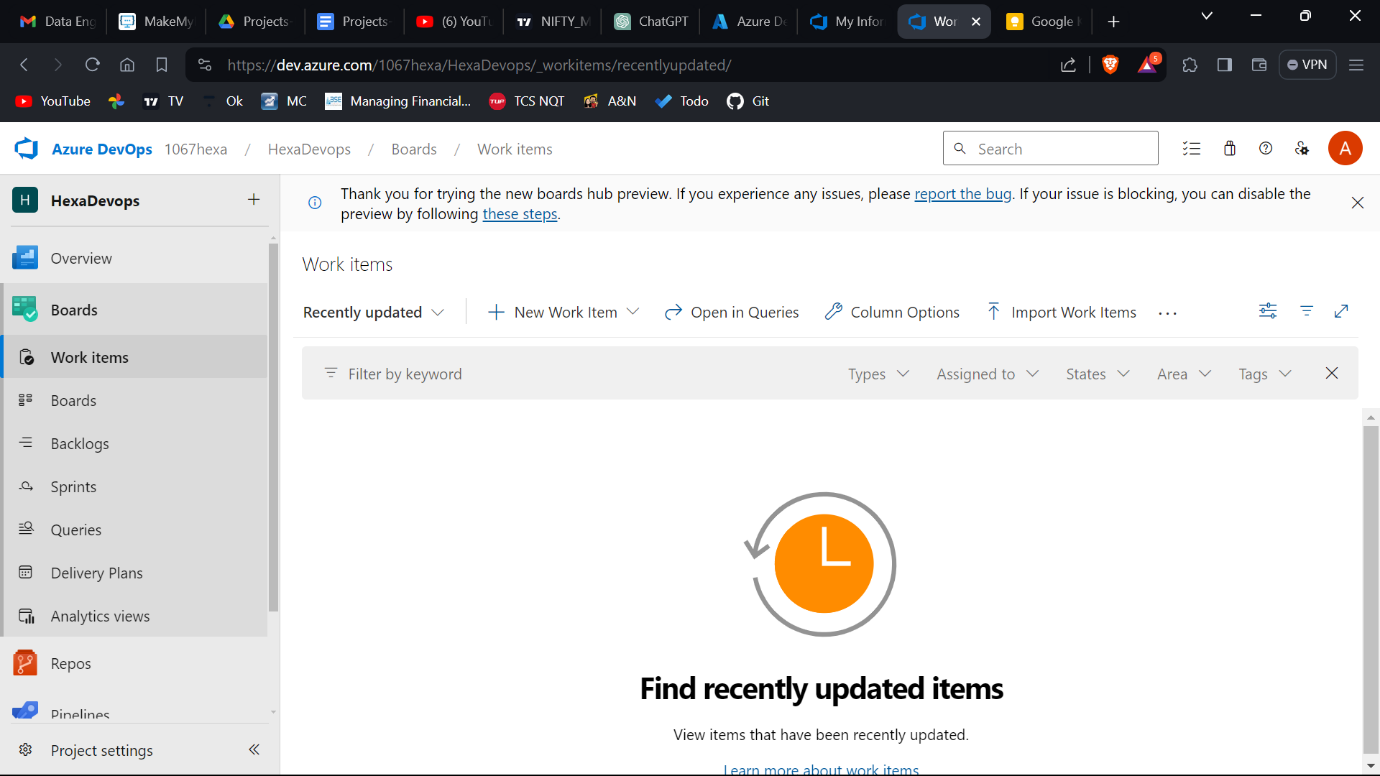 Data Eng
MakeMy
Projects
Projects
(6) YouTu
NIFTY_M
ChatGPT
Azure De
My Infor
Wor
Google K
https://dev.azure.com/1067hexa/HexaDevops/_workitems/recentlyupdated/
5
VPN
YouTube
TV
Ok
MC
Managing Financial...
TCS NQT
A&N
Todo
Git
Azure DevOps 1067hexa / HexaDevops / Boards / Work items
Search
A
H HexaDevops
Thank you for trying the new boards hub preview. If you experience any issues, please report the bug. If your issue is blocking, you can disable the
preview by following these steps.
Overview
Boards
Work items
Boards
Backlogs
Sprints
Queries
Delivery Plans
Analytics views
Repos
Pipelines
Project settings
Work items
Recently updated
New Work Item
Open in Queries
Column Options
Import Work Items
Filter by keyword
Types
Assigned to
States
Area
Tags
Find recently updated items
View items that have been recently updated.
Learn more about work items